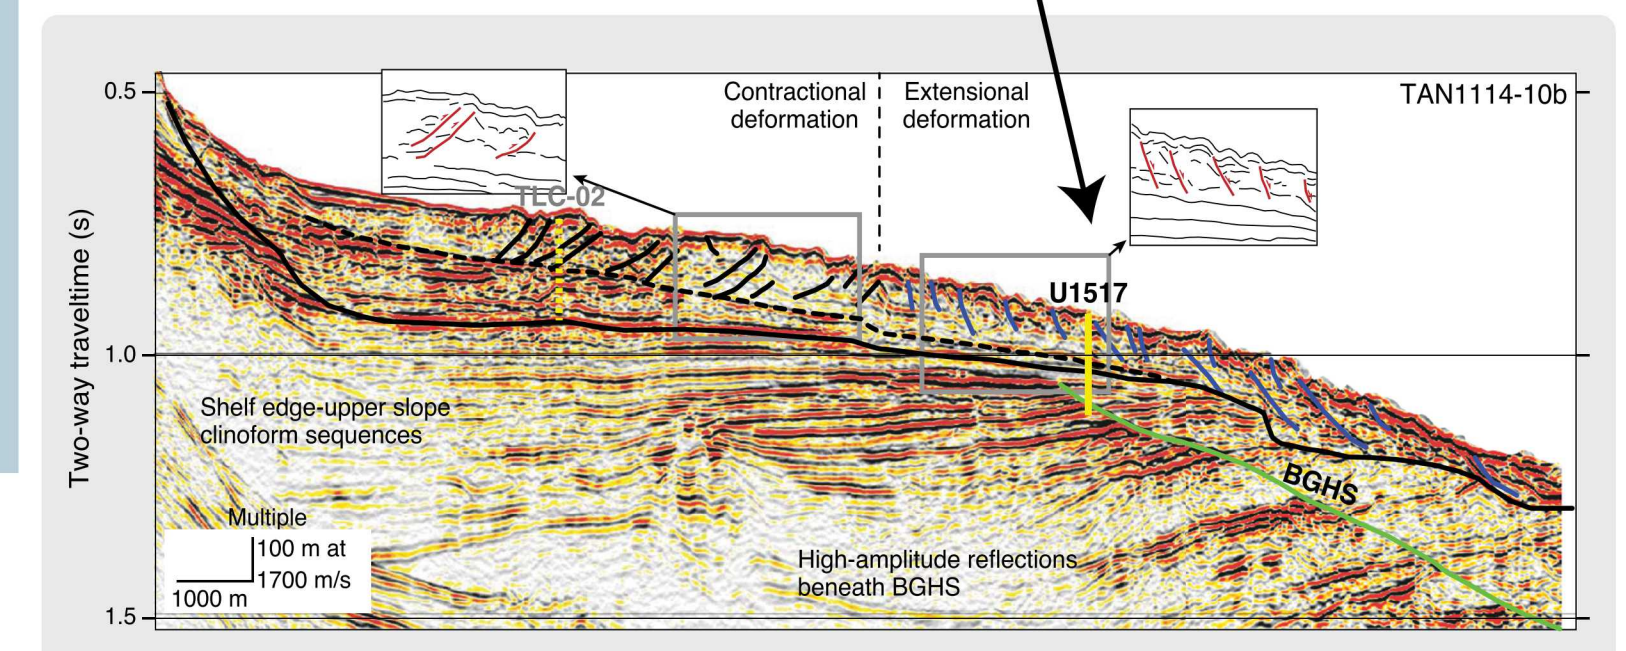 0.5
Contractional
deformation
Extensional
deformation
TAN1114-10b
TLC-02
U1517
Two-way traveltime (s)
1.0
Shelf edge-upper slope
clinoform sequences
BGHS
Multiple
100 m at
1700 m/s
1000 m
High-amplitude reflections
beneath BGHS
1.5